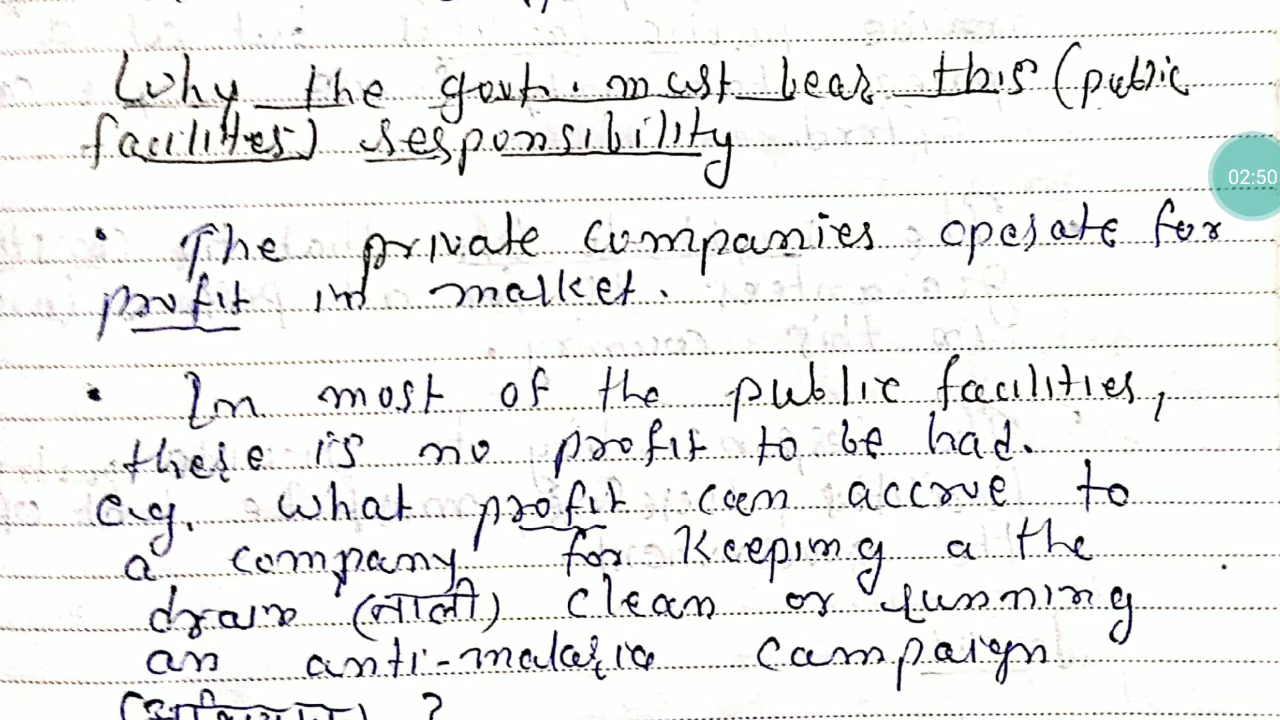 Why the govt. must bear this (public
facilities) responsibility
02:50
• The private companies operate for
profit in market.
• In most of the public facilities,
there is no profit to be had.
e.g. what profit can accrue to
a company for keeping a the
drain (नाली) clean or running
an anti-malaria campaign
?